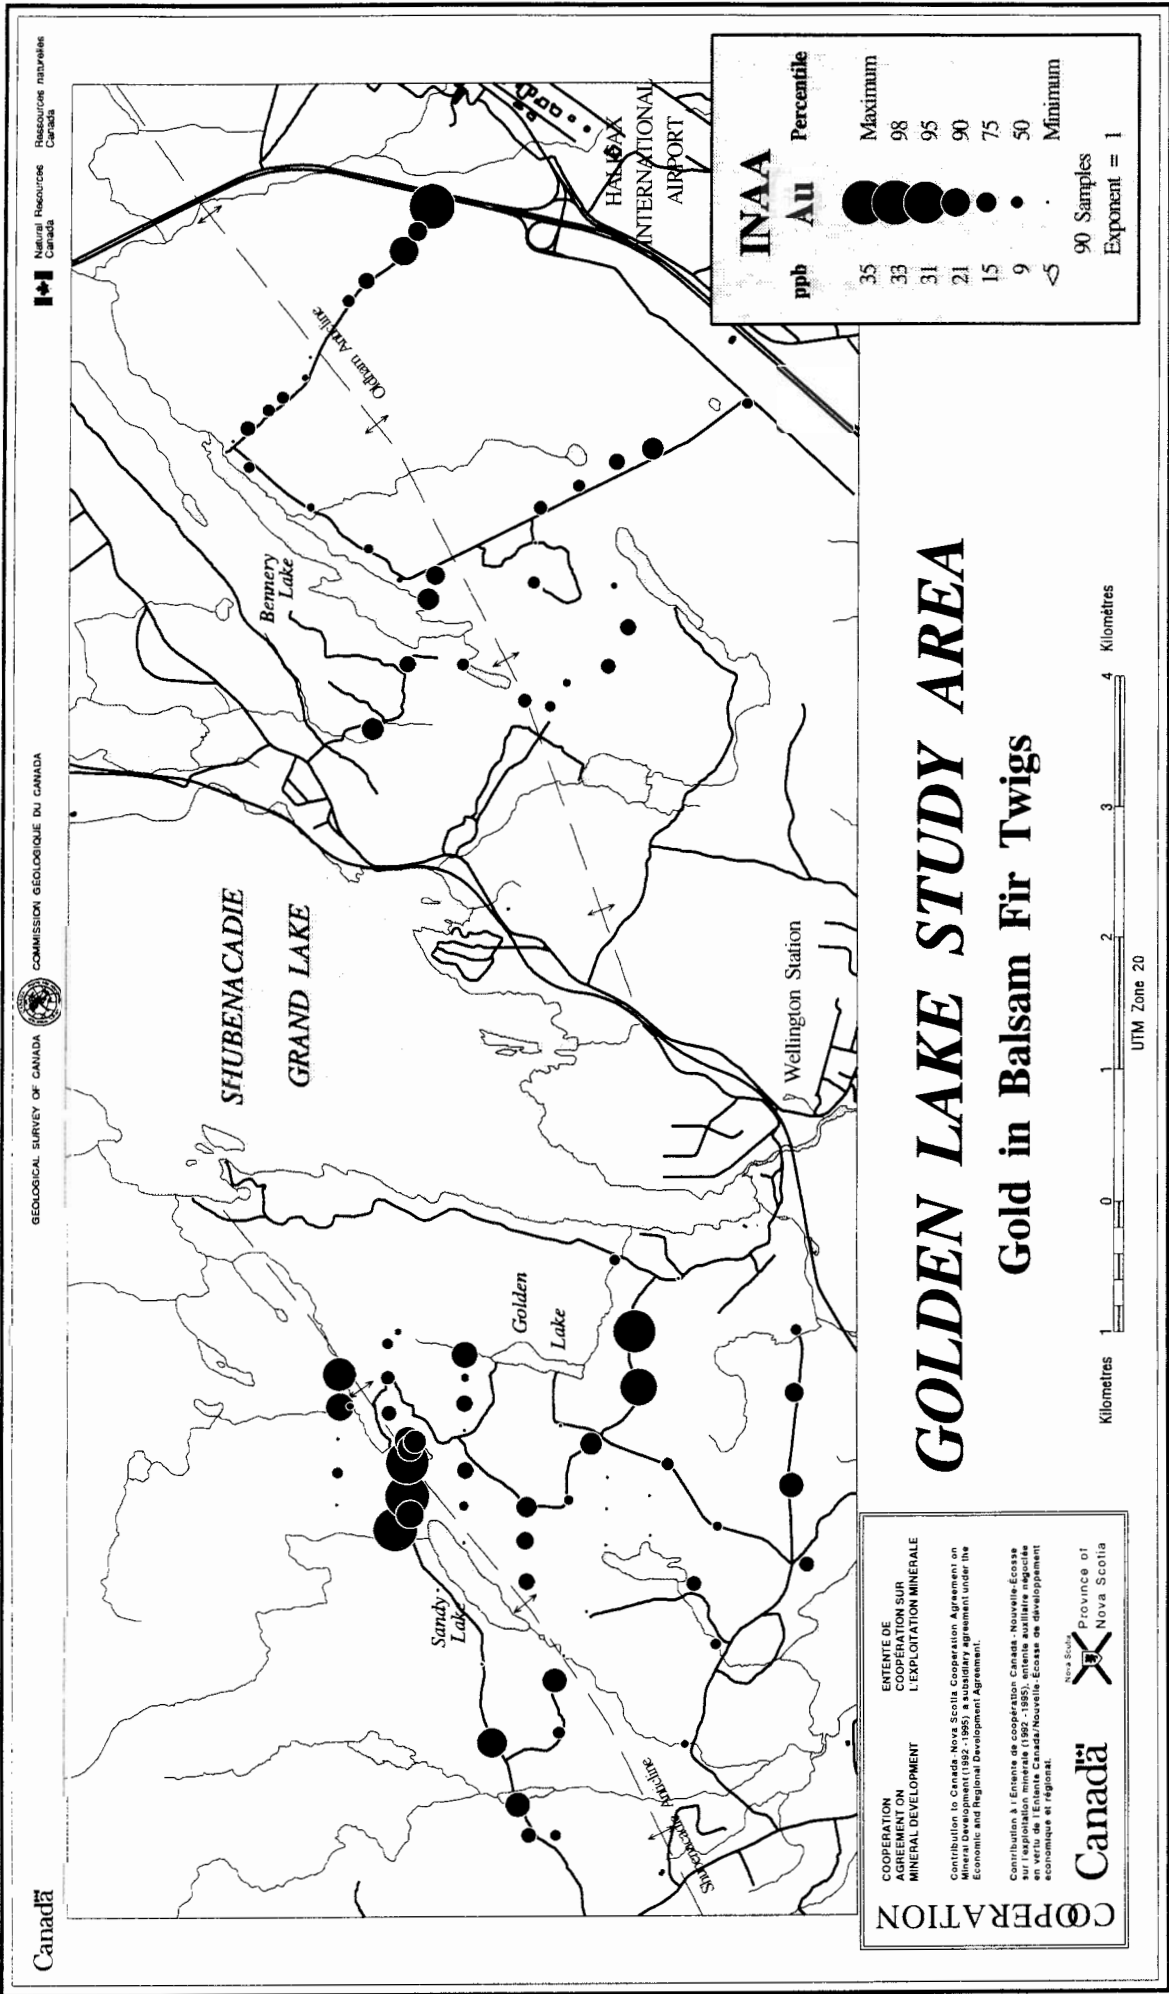 Canada
GEOLOGICAL SURVEY OF CANADA COMMISSION GÉOLOGIQUE DU CANADA
Natural Resources Canada
Ressources naturelles Canada
SHUBENACADIE
GRAND LAKE
Bennery
Lake
Oldham Anticline
HALIFAX
INTERNATIONAL
AIRPORT
Golden
Lake
Sandy
Lake
Wellington Station
Anticline
INAA
ppb Au Percentile
35 Maximum
33 98
31 95
21 90
15 75
9 50
<5 Minimum
90 Samples
Exponent = 1
GOLDEN LAKE STUDY AREA
Gold in Balsam Fir Twigs
Kilometres 1 0 1 2 3 4 Kilomètres
UTM Zone 20
COOPERATION
COOPERATION
AGREEMENT ON
MINERAL DEVELOPMENT
ENTENTE DE
COOPÉRATION SUR
L'EXPLOITATION MINÉRALE
Contribution to Canada-Nova Scotia Cooperation Agreement on
Mineral Development (1992-1995) a subsidiary agreement under the
Economic and Regional Development Agreement.
Contribution à l'Entente de coopération Canada-Nouvelle-Écosse
sur l'exploitation minérale (1992-1995), entente auxiliaire négociée
en vertu de l'Entente Canada/Nouvelle-Écosse de développement
économique et régional.
Canada
Nova Scotia
Province of
Nova Scotia